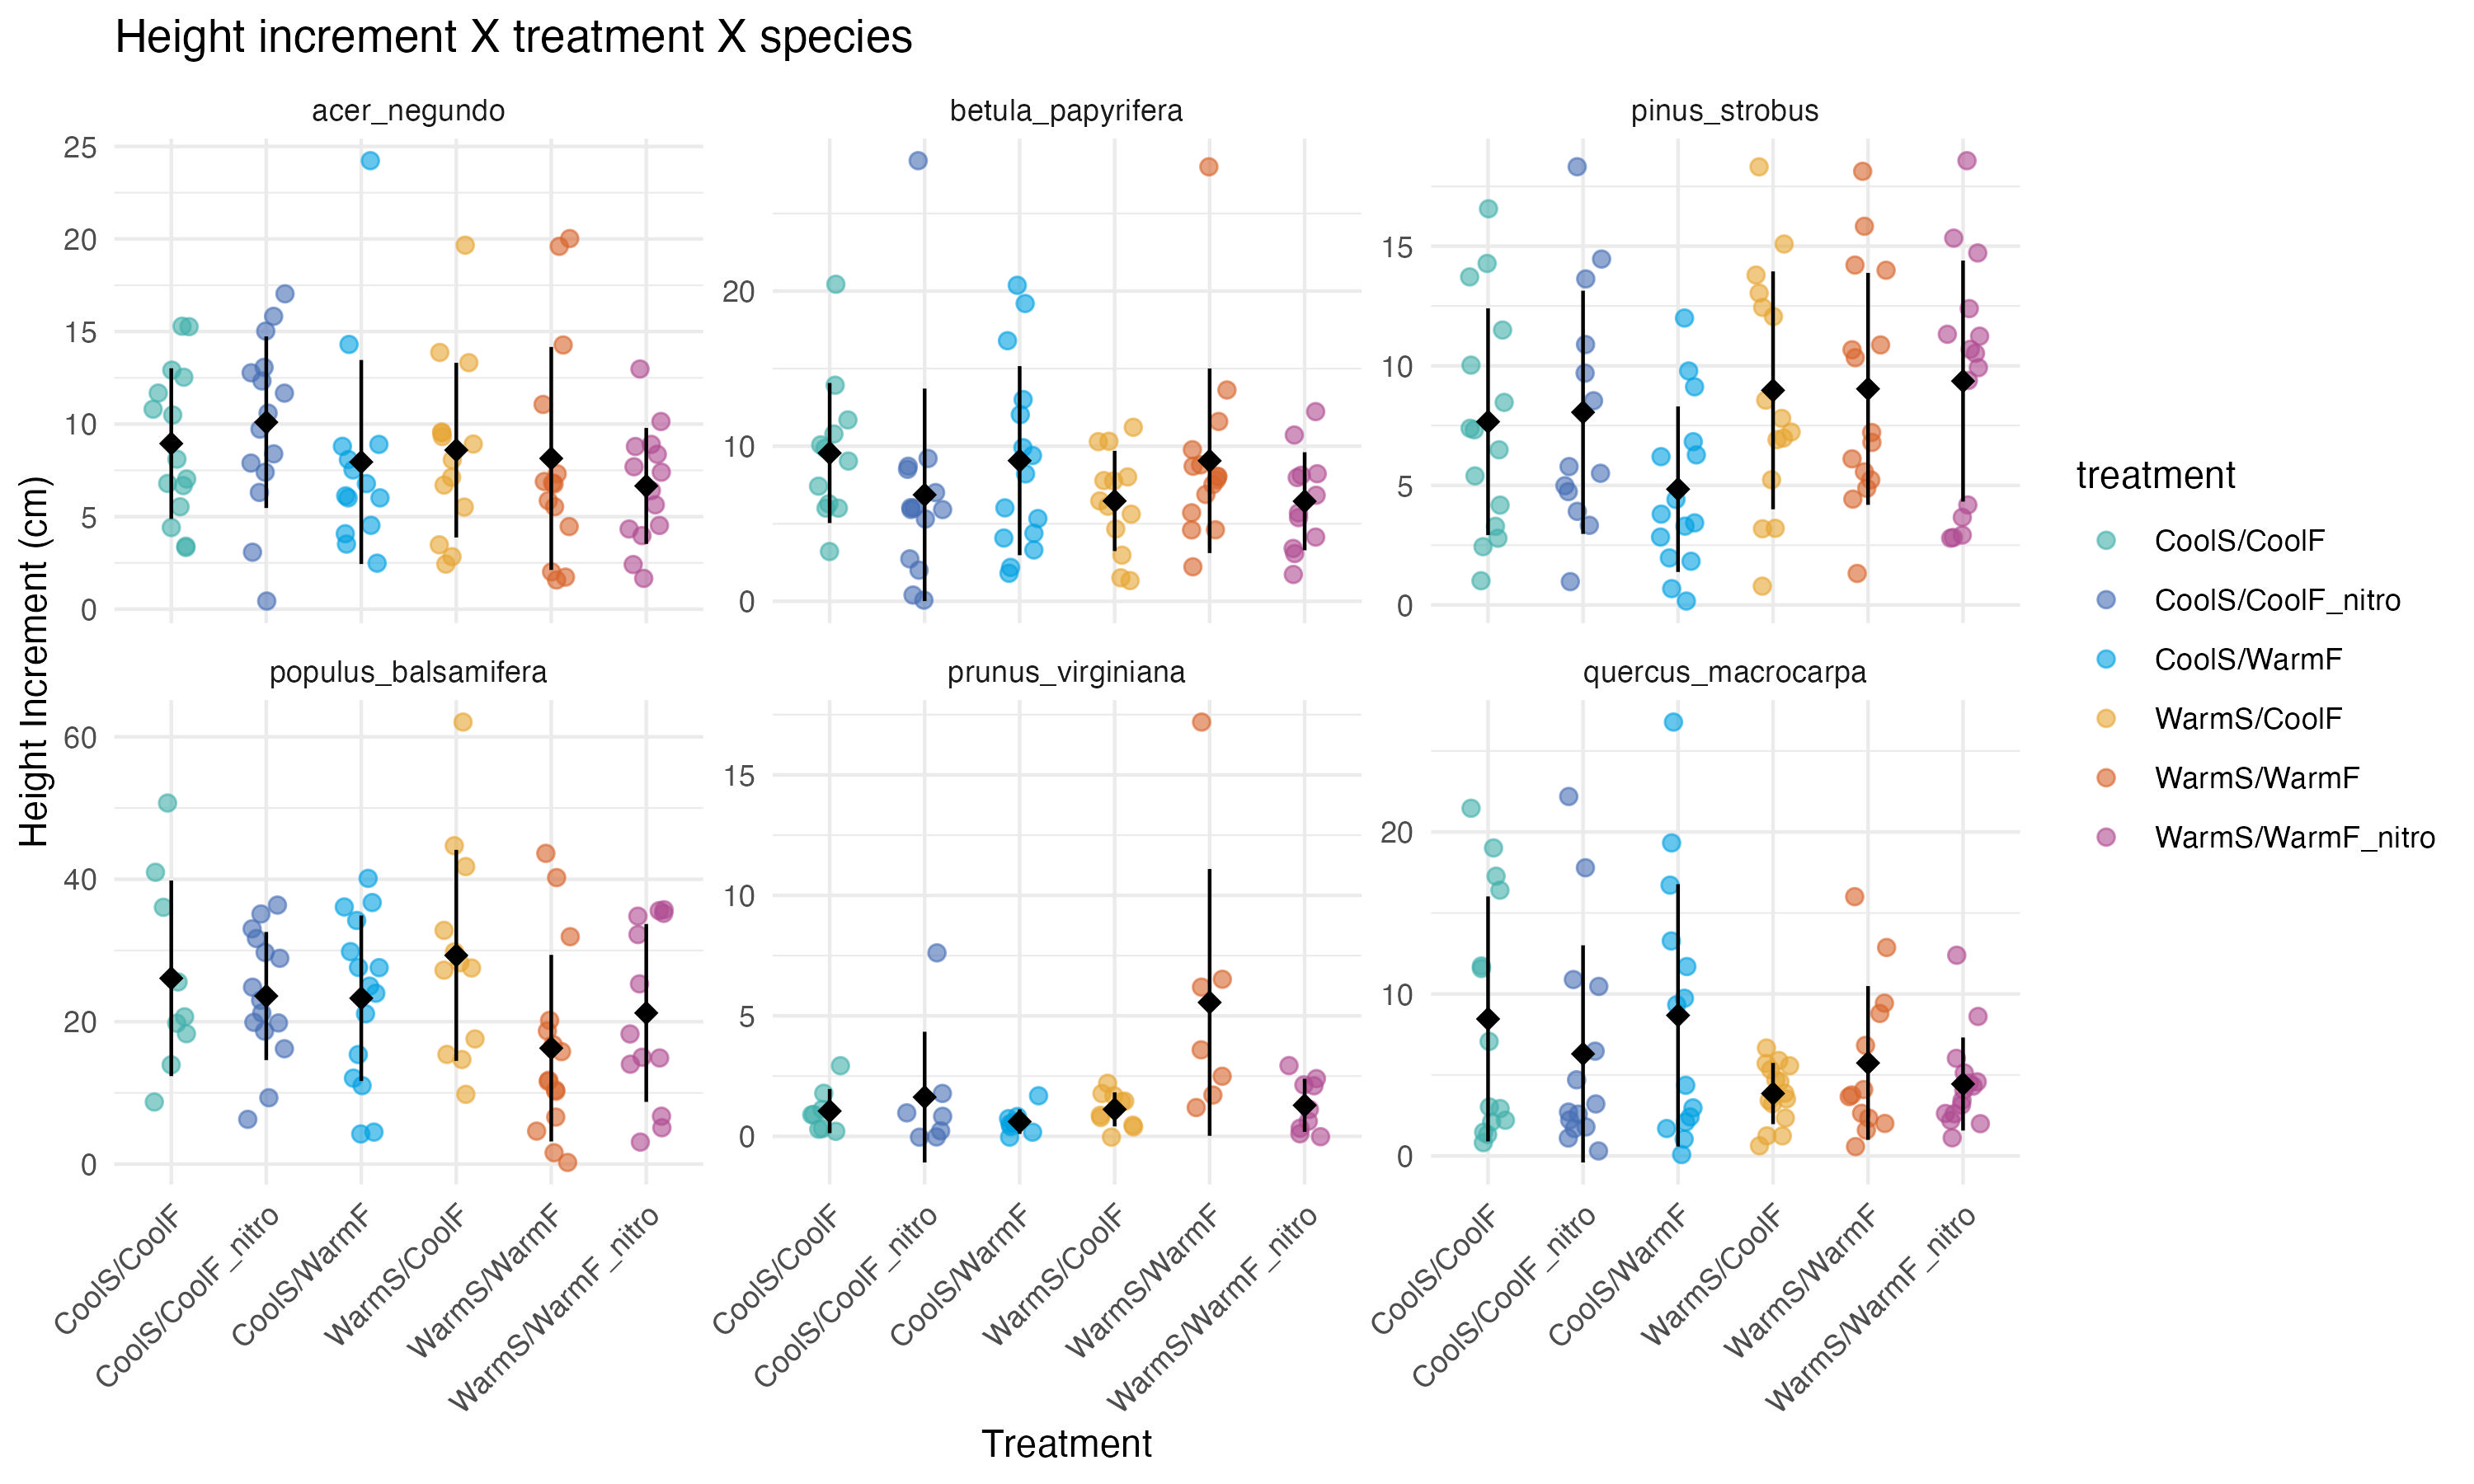 Height increment X treatment X species
acer_negundo
betula_papyrifera
pinus_strobus
25
20
15
10
5
0
20
10
0
15
10
5
0
populus_balsamifera
prunus_virginiana
quercus_macrocarpa
60
40
20
0
15
10
5
0
20
10
0
Height Increment (cm)
CoolS/CoolF
CoolS/CoolF_nitro
CoolS/WarmF
WarmS/CoolF
WarmS/WarmF
WarmS/WarmF_nitro
CoolS/CoolF
CoolS/CoolF_nitro
CoolS/WarmF
WarmS/CoolF
WarmS/WarmF
WarmS/WarmF_nitro
CoolS/CoolF
CoolS/CoolF_nitro
CoolS/WarmF
WarmS/CoolF
WarmS/WarmF
WarmS/WarmF_nitro
Treatment
treatment
CoolS/CoolF
CoolS/CoolF_nitro
CoolS/WarmF
WarmS/CoolF
WarmS/WarmF
WarmS/WarmF_nitro